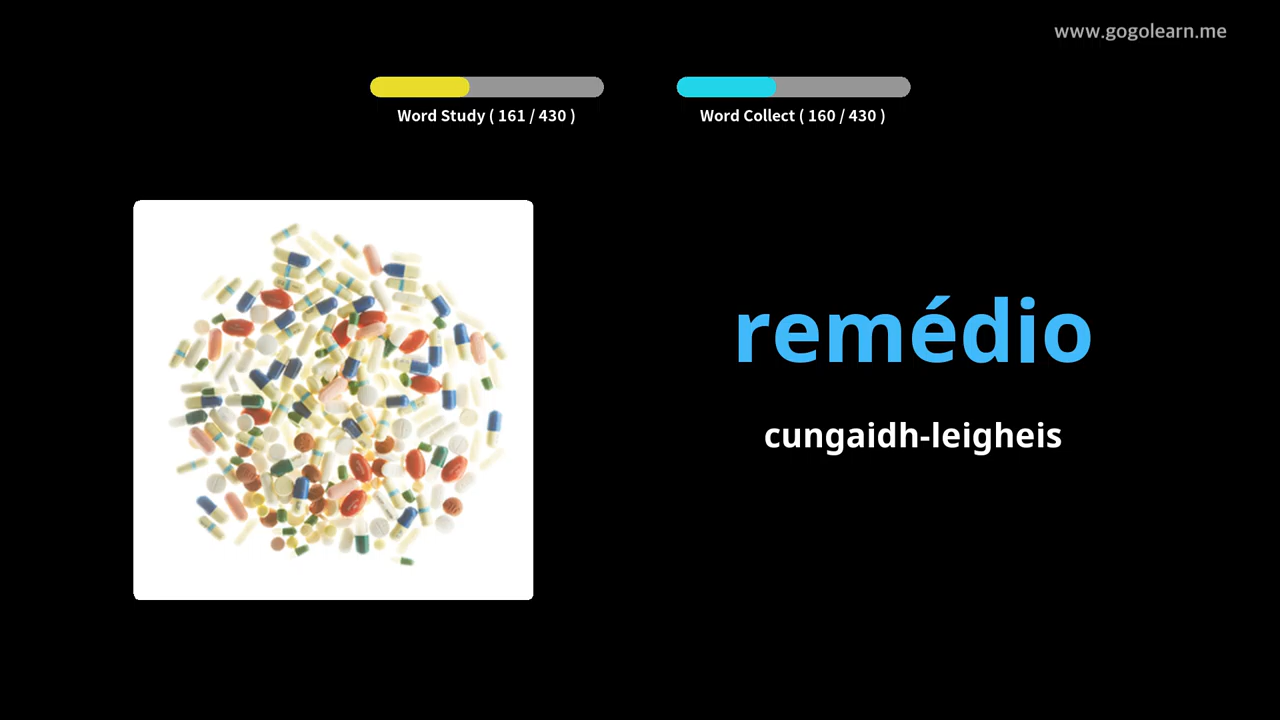 www.gogolearn.me
Word Study ( 161 / 430 )
Word Collect ( 160 / 430 )
remédio
cungaidh-leigheis